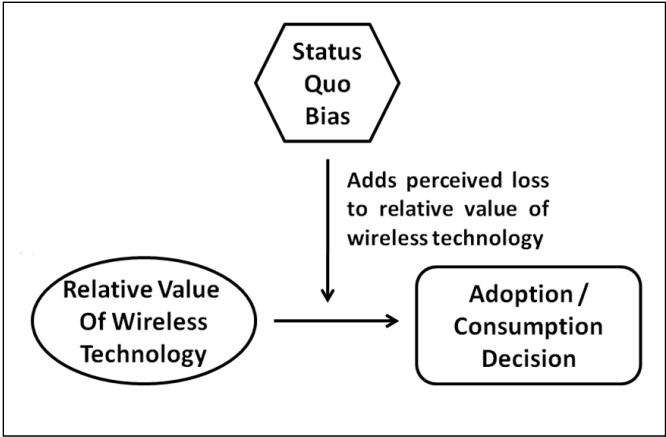 Status
Quo
Bias
Adds perceived loss
to relative value of
wireless technology
Relative Value
Of Wireless
Technology
Adoption /
Consumption
Decision